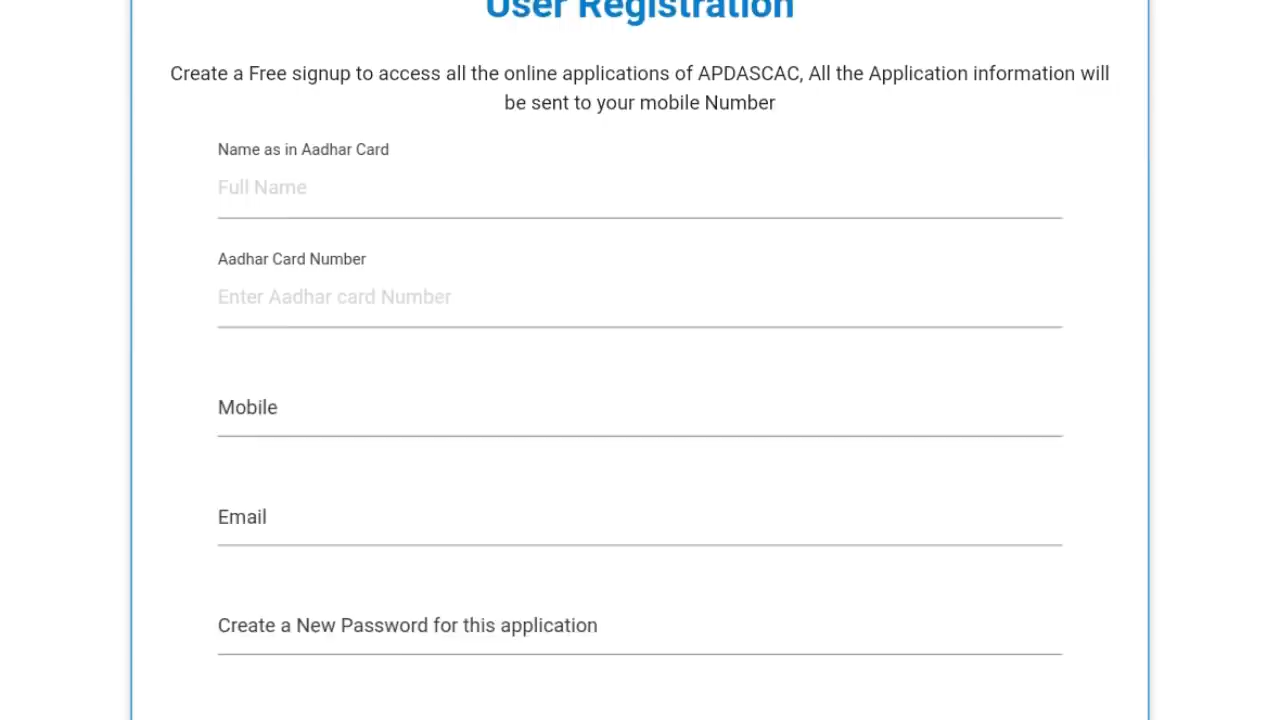 User Registration
Create a Free signup to access all the online applications of APDASCAC, All the Application information will
be sent to your mobile Number
Name as in Aadhar Card
Full Name
Aadhar Card Number
Enter Aadhar card Number
Mobile
Email
Create a New Password for this application